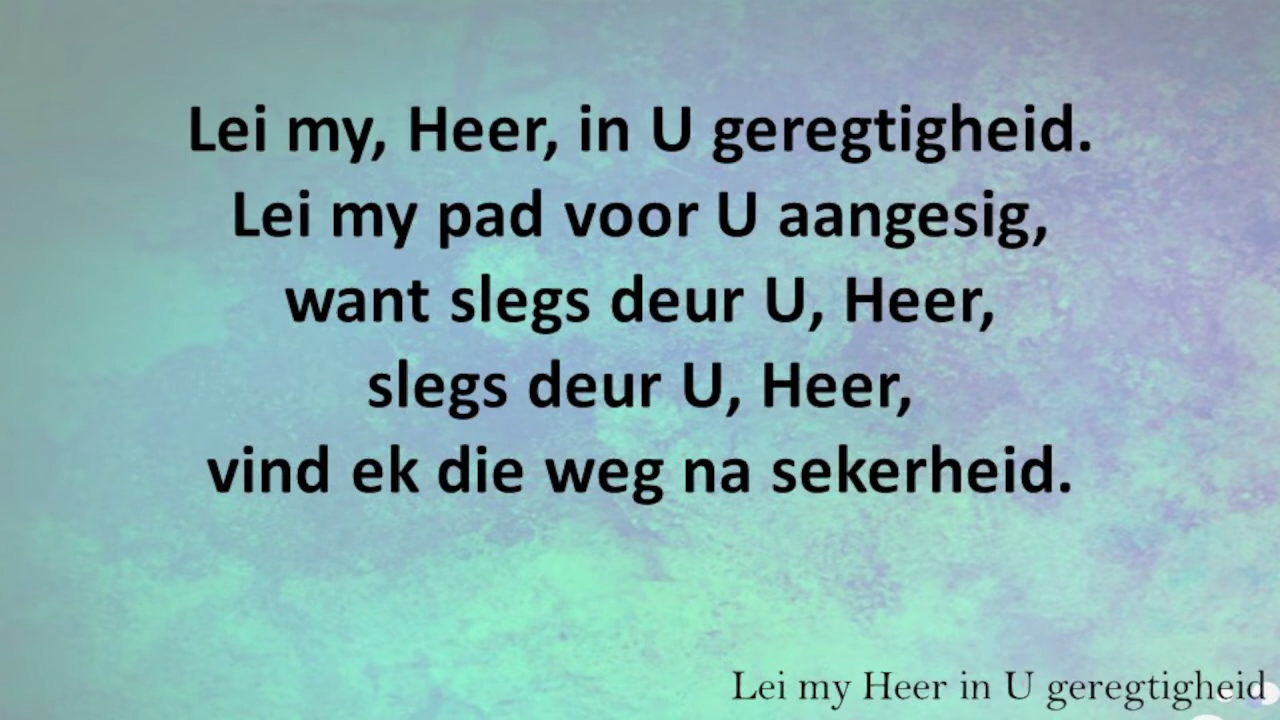 Lei my, Heer, in U geregtigheid.
Lei my pad voor U aangesig,
want slegs deur U, Heer,
slegs deur U, Heer,
vind ek die weg na sekerheid.
Lei my Heer in U geregtigheid